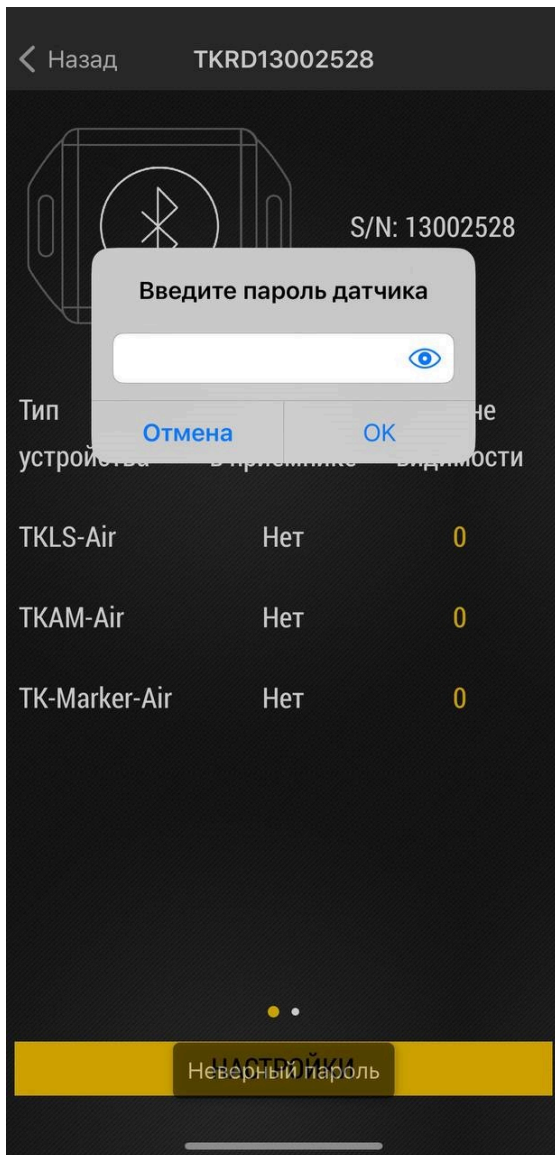 Назад
TKRD13002528
S/N: 13002528
Введите пароль датчика
Отмена
OK
Тип
устройства
видимости
TKLS-Air Нет 0
TKAM-Air Нет 0
TK-Marker-Air Нет 0
НАСТРОЙКИ
Неверный пароль